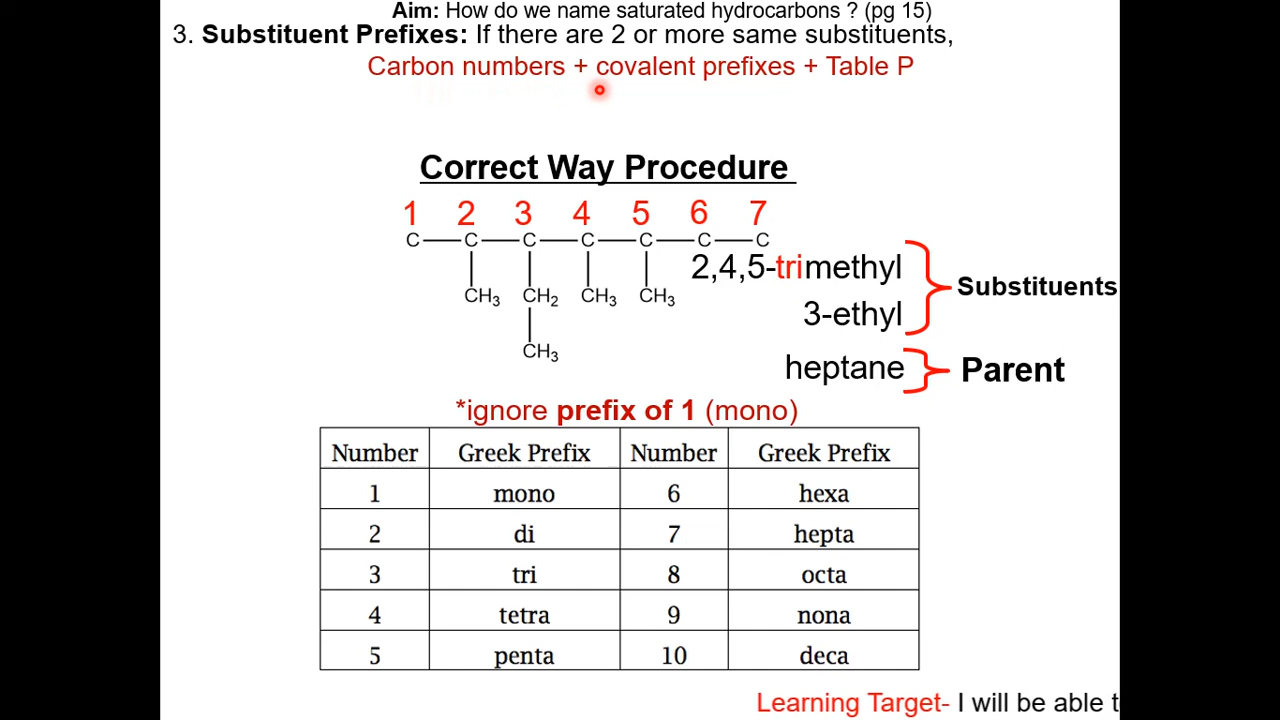 Aim: How do we name saturated hydrocarbons ? (pg 15)
3. Substituent Prefixes: If there are 2 or more same substituents,
Carbon numbers + covalent prefixes + Table P
Correct Way Procedure
1 2 3 4 5 6 7
C C C C C C C
2,4,5-trimethyl
Substituents
CH3 CH2 CH3 CH3
3-ethyl
CH3
heptane
Parent
*ignore prefix of 1 (mono)
Number Greek Prefix Number Greek Prefix
1 mono 6 hexa
2 di 7 hepta
3 tri 8 octa
4 tetra 9 nona
5 penta 10 deca
Learning Target- I will be able t